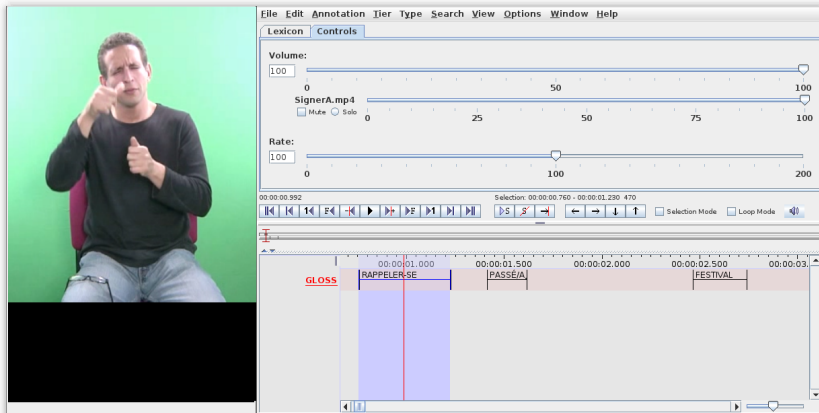 File Edit Annotation Tier Type Search View Options Window Help
Lexicon Controls
Volume:
100
0 50 100
SignerA.mp4
Mute Solo
0 25 50 75 100
Rate:
100
0 100 200
00:00:00.992 Selection: 00:00:00.760 - 00:00:01.230 470
Selection Mode Loop Mode
00:00:01.000 00:00:01.500 00:00:02.000 00:00:02.500 00:00:03.
GLOSS RAPPELER-SE PASSÉ/A FESTIVAL